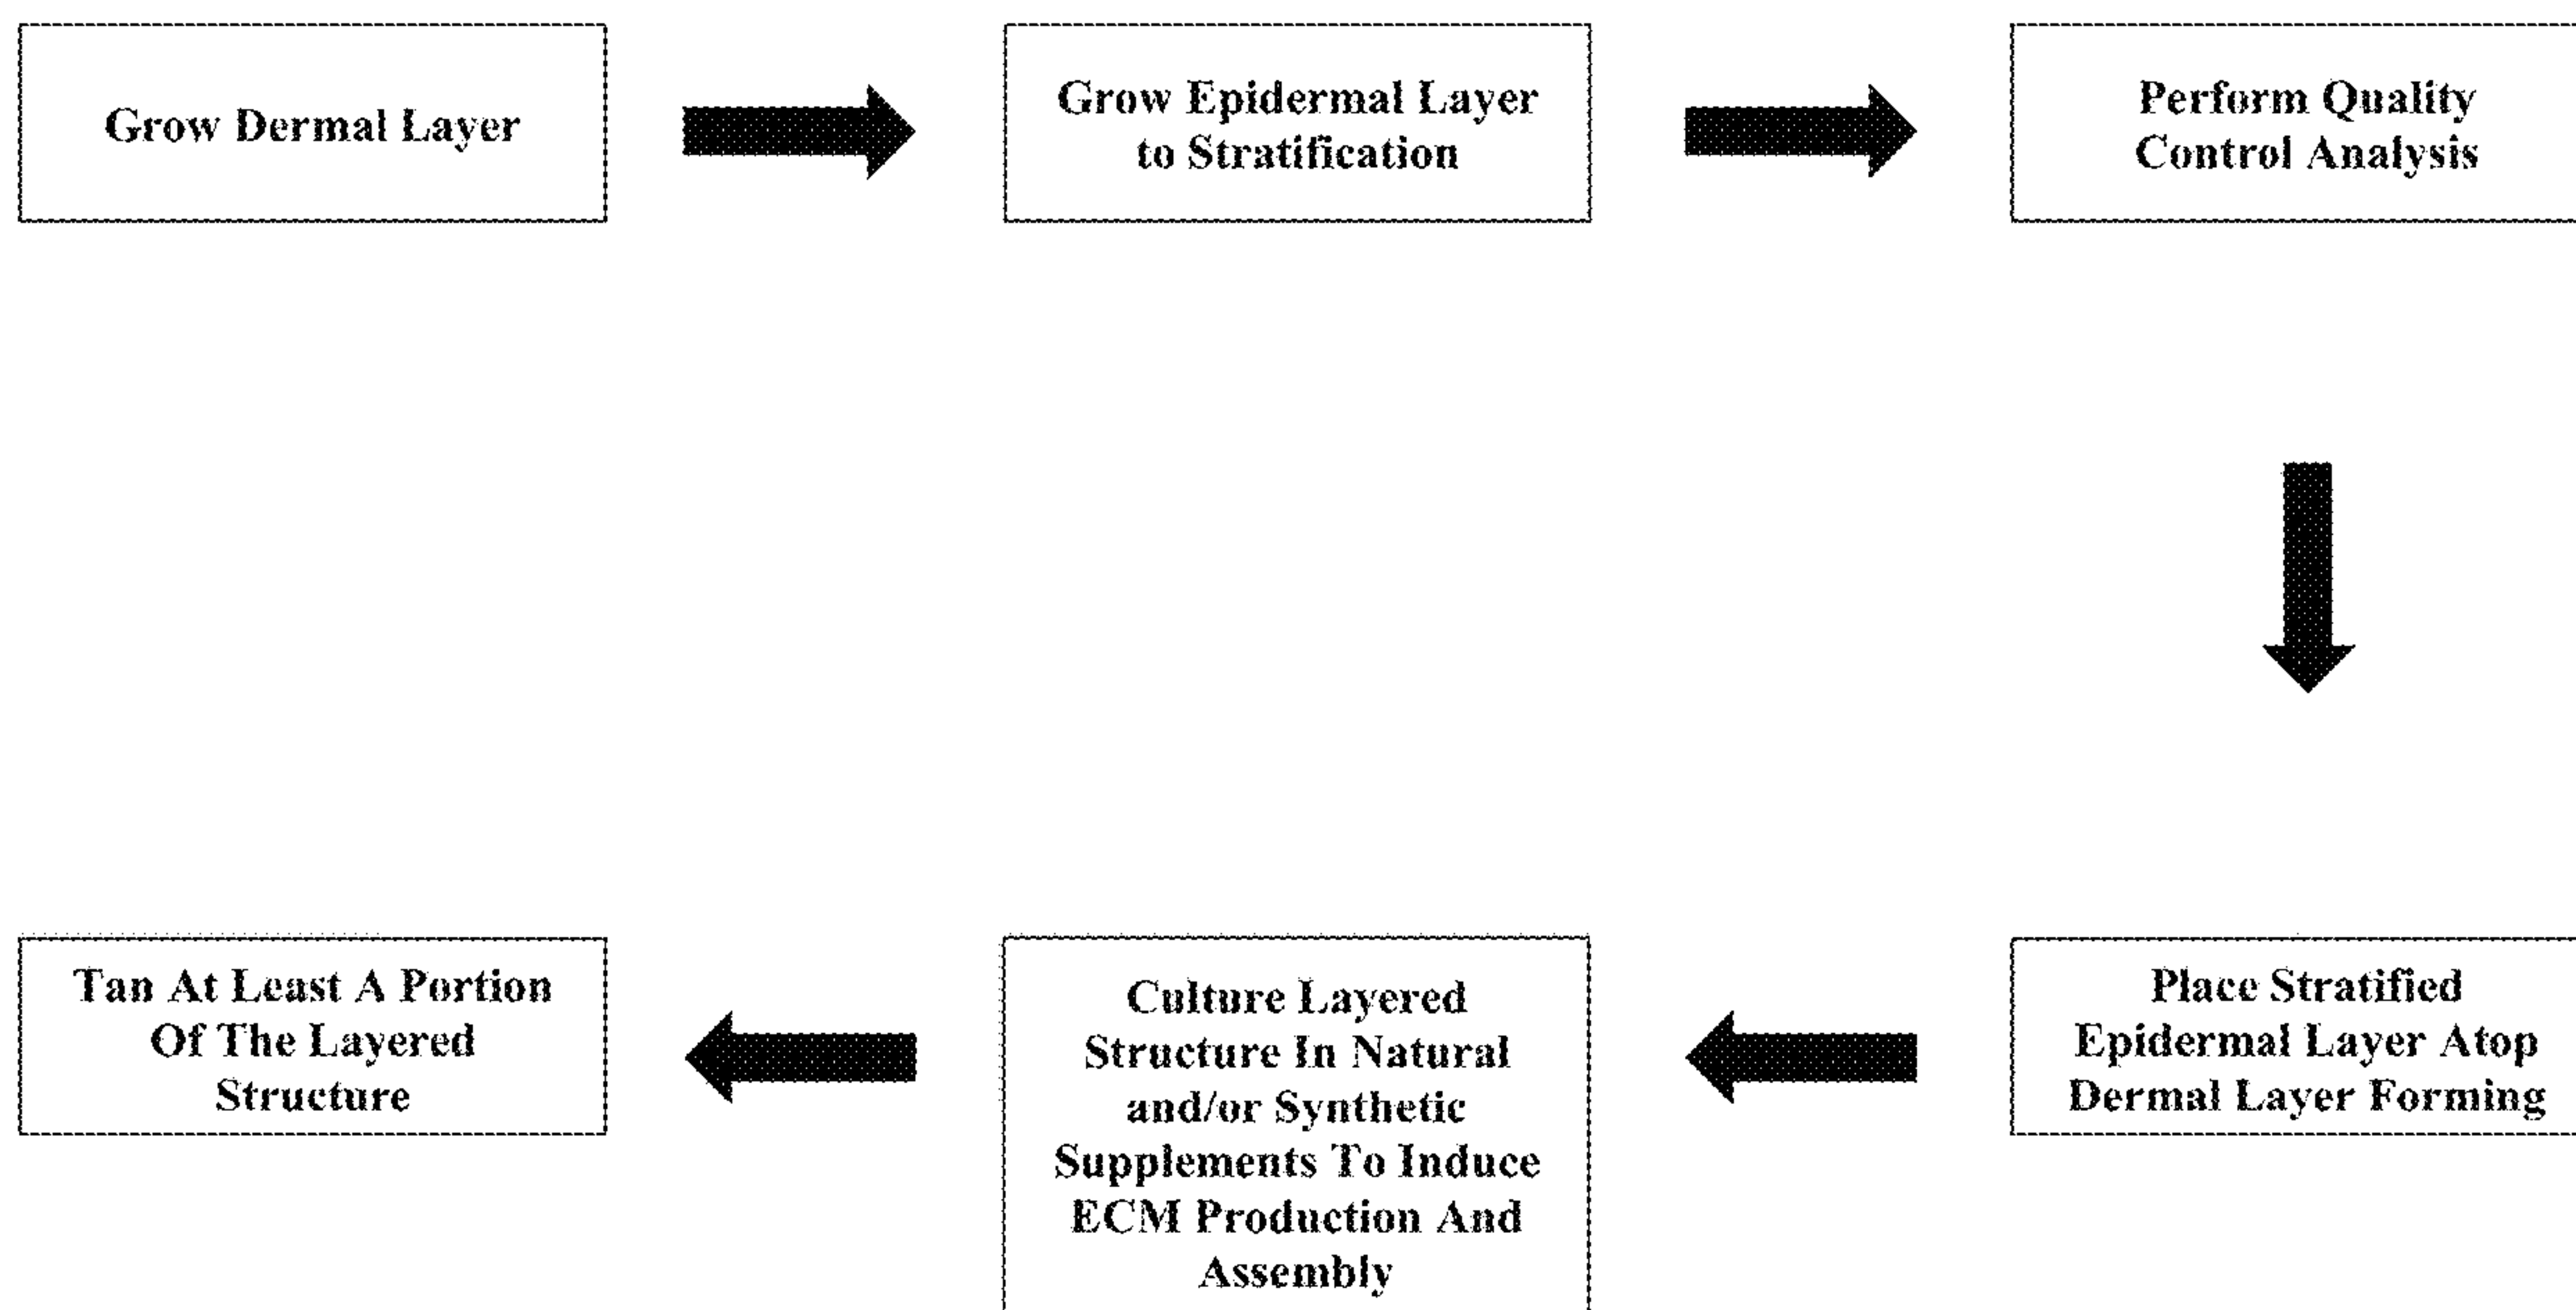 Grow Dermal Layer
Grow Epidermal Layer
to Stratification
Perform Quality
Control Analysis
Place Stratified
Epidermal Layer Atop
Dermal Layer Forming
Culture Layered
Structure In Natural
and/or Synthetic
Supplements To Induce
ECM Production And
Assembly
Tan At Least A Portion
Of The Layered
Structure